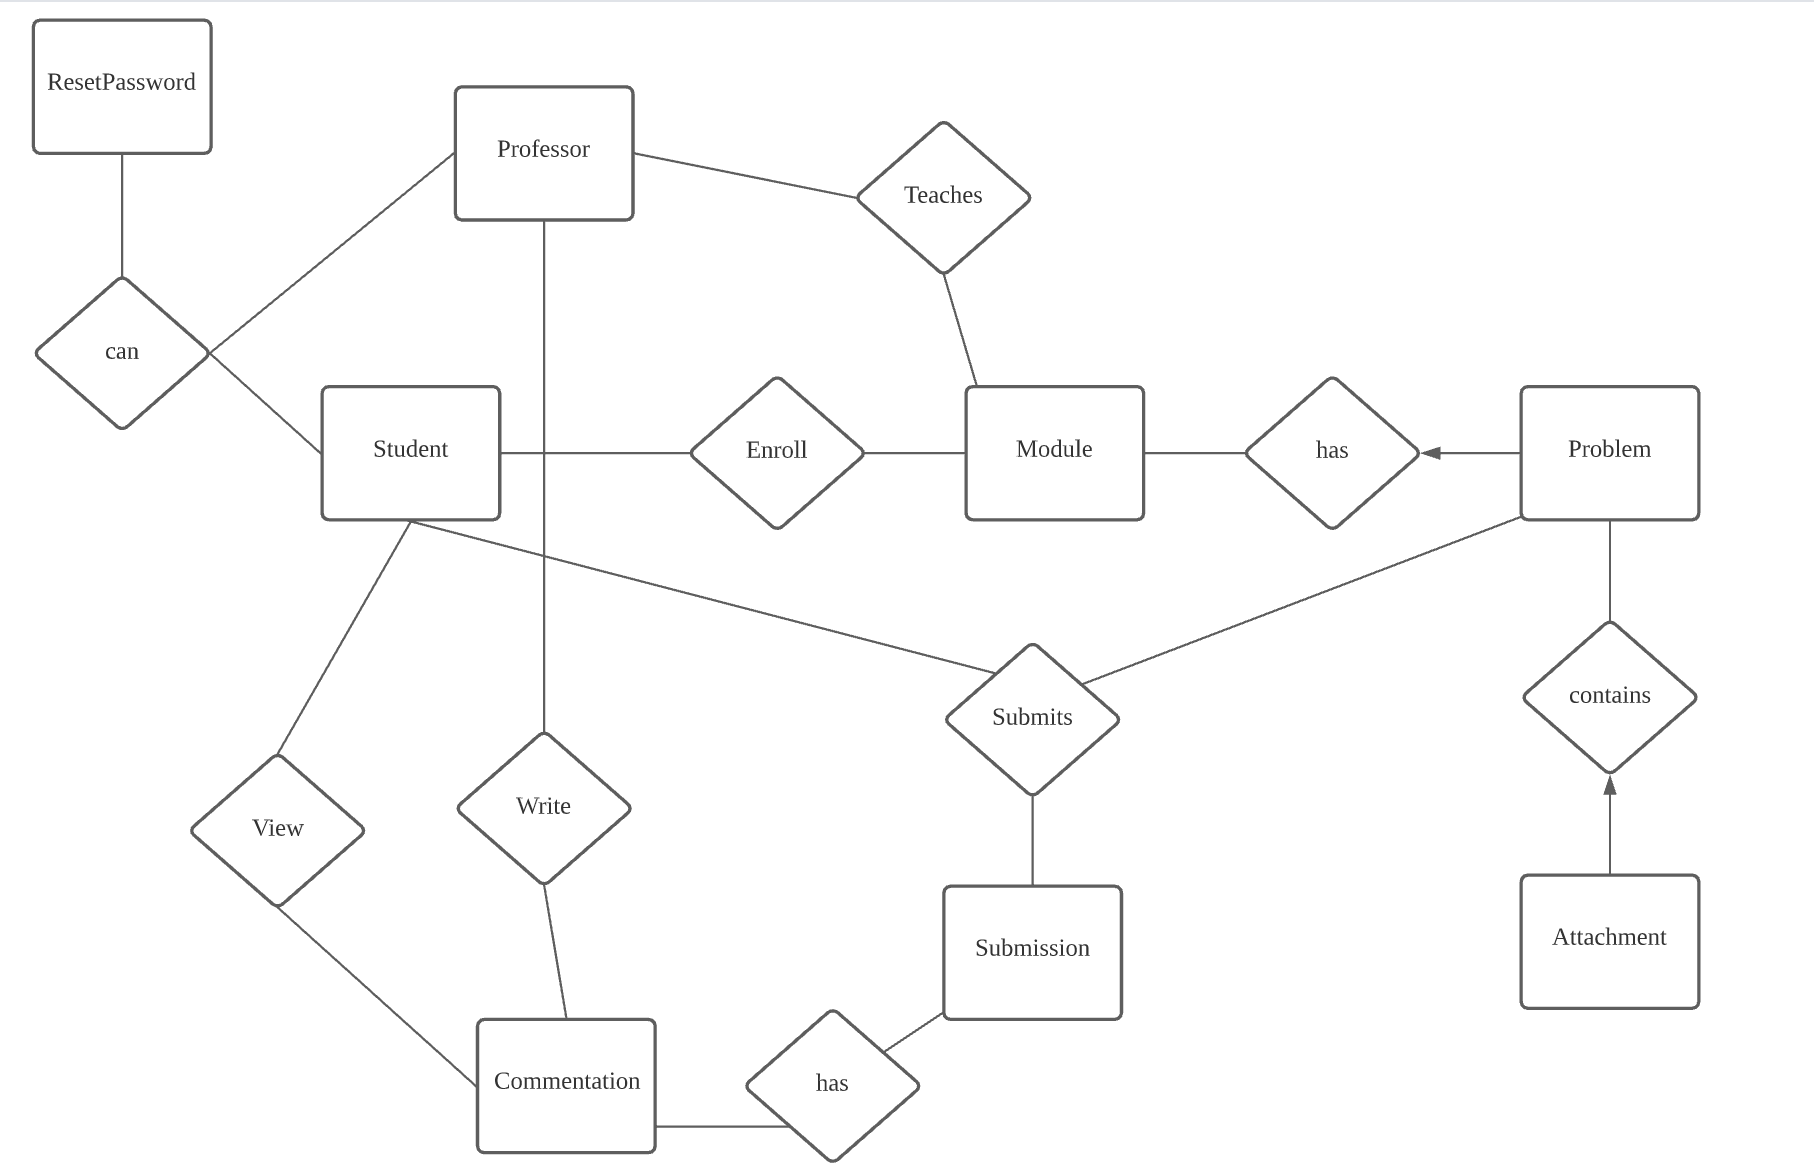 ResetPassword
Professor
Teaches
can
Student
Enroll
Module
has
Problem
contains
Submits
Write
View
Attachment
Submission
Commentation
has